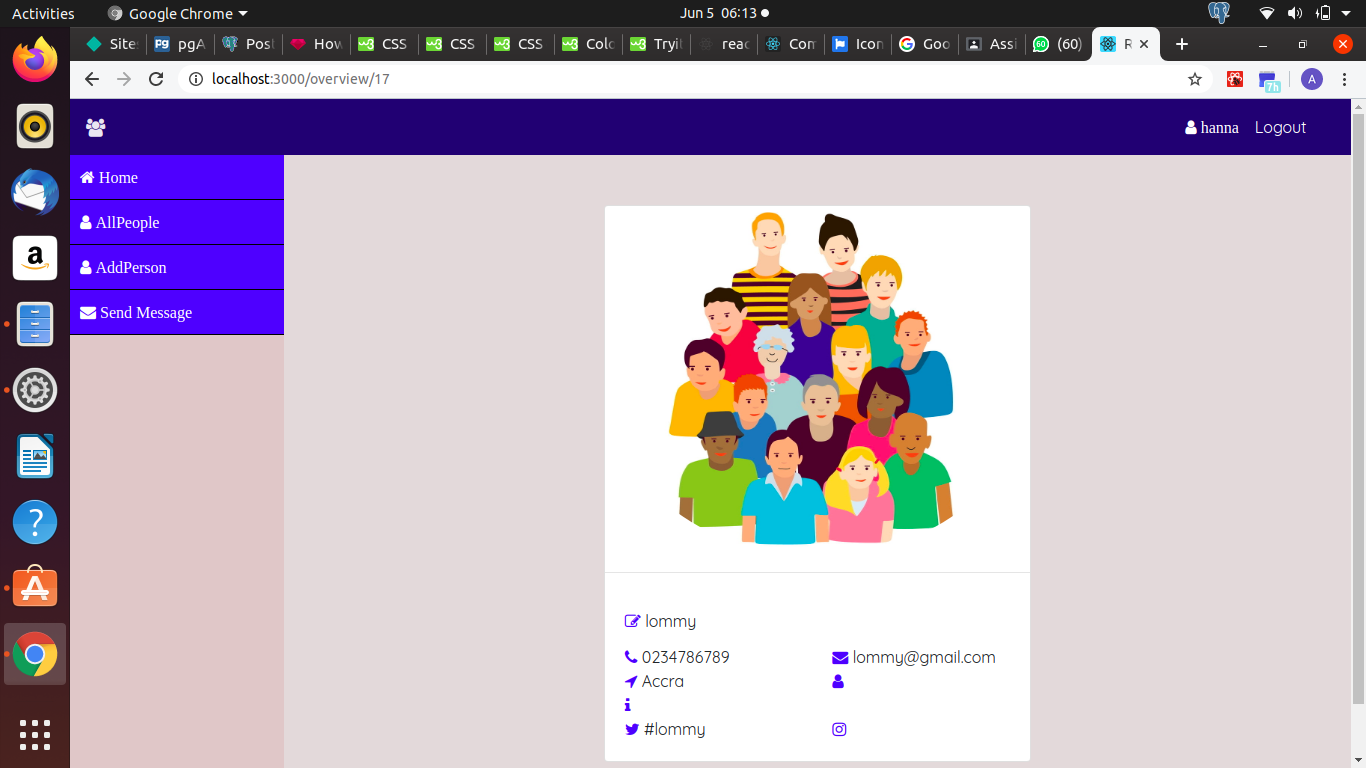 Activities Google Chrome Jun 5 06:13
Site: pgA Post How CSS CSS CSS Colo Tryi reac Con Icon Goo Assi (60) R
localhost:3000/overview/17 A 7h
hanna Logout
Home
AllPeople
AddPerson
Send Message
lommy
0234786789 lommy@gmail.com
Accra
#lommy